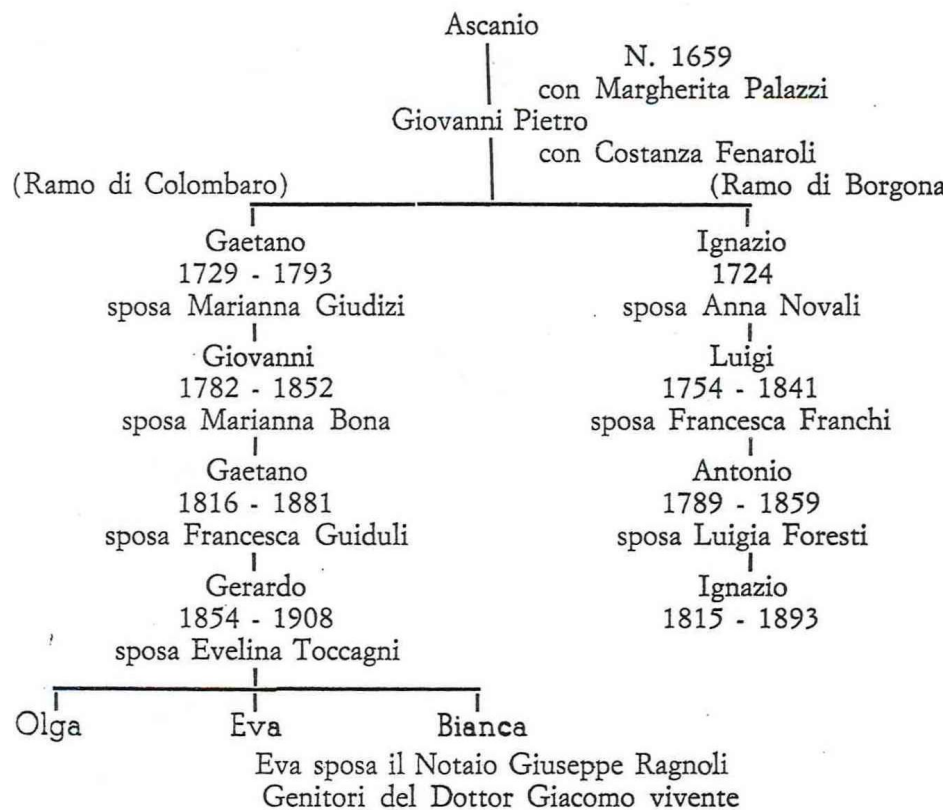 Ascanio
N. 1659
con Margherita Palazzi
Giovanni Pietro
con Costanza Fenaroli
(Ramo di Colombaro)
(Ramo di Borgona
Gaetano
1729 - 1793
sposa Marianna Giudizi
Giovanni
1782 - 1852
sposa Marianna Bona
Gaetano
1816 - 1881
sposa Francesca Guiduli
Gerardo
1854 - 1908
sposa Evelina Toccagni
Ignazio
1724
sposa Anna Novali
Luigi
1754 - 1841
sposa Francesca Franchi
Antonio
1789 - 1859
sposa Luigia Foresti
Ignazio
1815 - 1893
Olga Eva Bianca
Eva sposa il Notaio Giuseppe Ragnoli
Genitori del Dottor Giacomo vivente